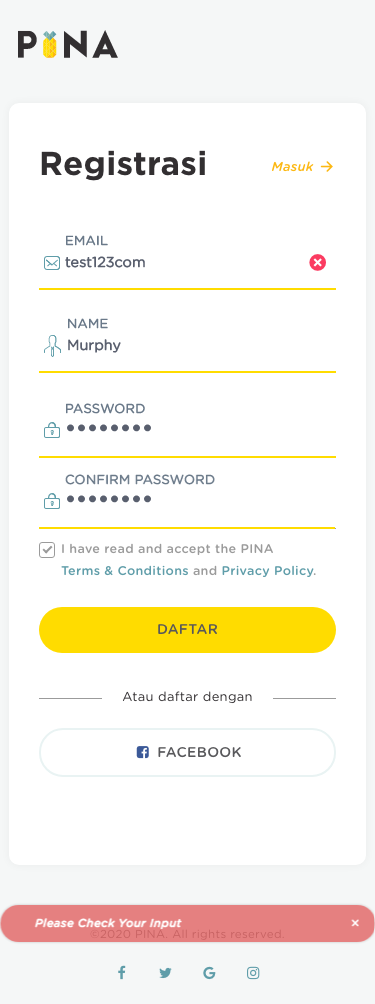 PINA
Registrasi
Masuk →
EMAIL
test123com
NAME
Murphy
PASSWORD
••••••••
CONFIRM PASSWORD
••••••••
I have read and accept the PINA
Terms & Conditions and Privacy Policy.
DAFTAR
Atau daftar dengan
FACEBOOK
Please Check Your Input ×
©2020 PINA. All rights reserved.